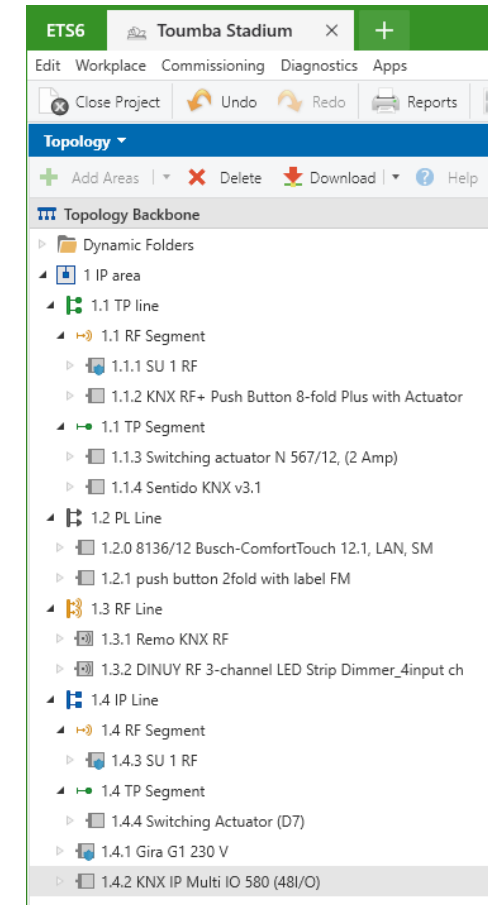 ETS6 Toumba Stadium
Edit Workplace Commissioning Diagnostics Apps
Close Project Undo Redo Reports
Topology
Add Areas Delete Download Help
Topology Backbone
Dynamic Folders
1 IP area
1.1 TP line
1.1 RF Segment
1.1.1 SU 1 RF
1.1.2 KNX RF+ Push Button 8-fold Plus with Actuator
1.1 TP Segment
1.1.3 Switching actuator N 567/12, (2 Amp)
1.1.4 Sentido KNX v3.1
1.2 PL Line
1.2.0 8136/12 Busch-ComfortTouch 12.1, LAN, SM
1.2.1 push button 2fold with label FM
1.3 RF Line
1.3.1 Remo KNX RF
1.3.2 DINUY RF 3-channel LED Strip Dimmer_4input ch
1.4 IP Line
1.4 RF Segment
1.4.3 SU 1 RF
1.4 TP Segment
1.4.4 Switching Actuator (D7)
1.4.1 Gira G1 230 V
1.4.2 KNX IP Multi IO 580 (48I/O)